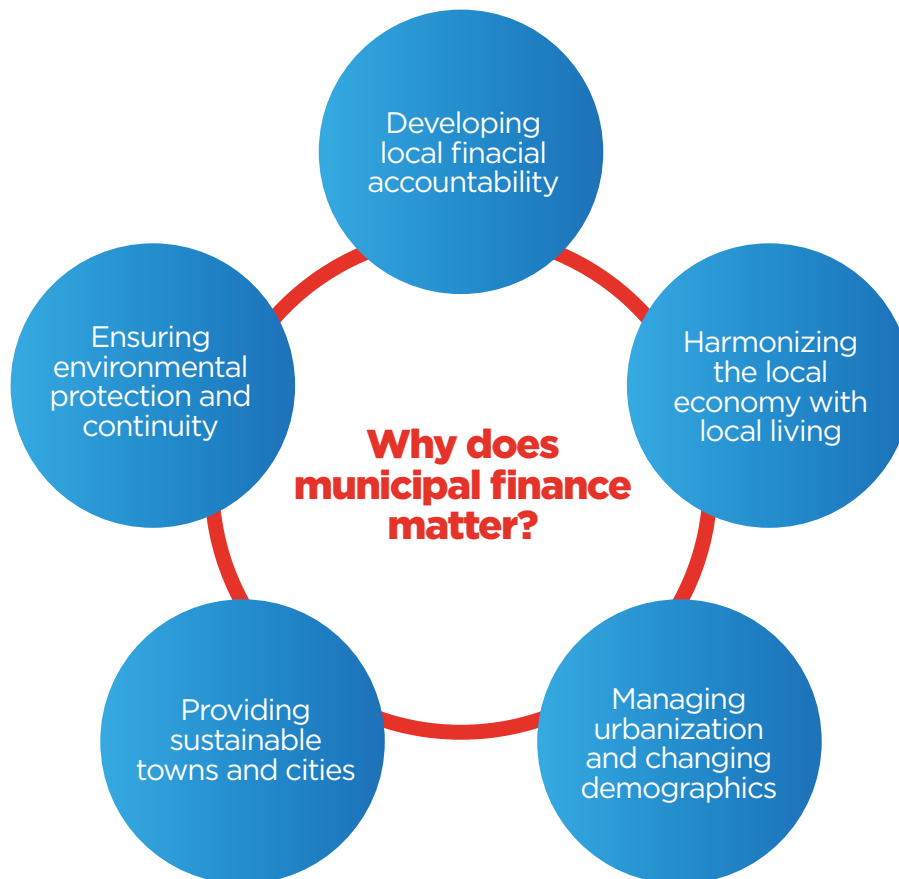 Developing
local finacial
accountability
Ensuring
environmental
protection and
continuity
Harmonizing
the local
economy with
local living
Why does
municipal finance
matter?
Providing
sustainable
towns and cities
Managing
urbanization
and changing
demographics